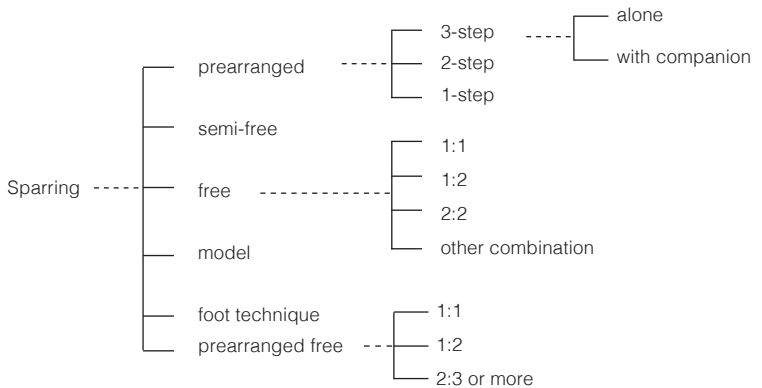 Sparring
prearranged
3-step
alone
with companion
2-step
1-step
semi-free
free
1:1
1:2
2:2
other combination
model
foot technique
prearranged free
1:1
1:2
2:3 or more